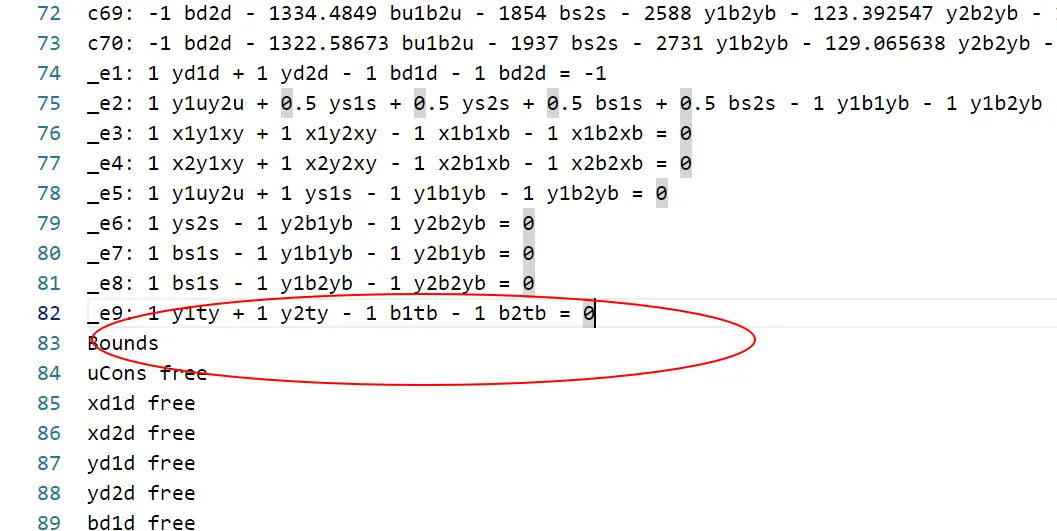 72 c69: -1 bd2d - 1334.4849 bu1b2u - 1854 bs2s - 2588 y1b2yb - 123.392547 y2b2yb -
73 c70: -1 bd2d - 1322.58673 bu1b2u - 1937 bs2s - 2731 y1b2yb - 129.065638 y2b2yb -
74 _e1: 1 yd1d + 1 yd2d - 1 bd1d - 1 bd2d = -1
75 _e2: 1 y1uy2u + 0.5 ys1s + 0.5 ys2s + 0.5 bs1s + 0.5 bs2s - 1 y1b1yb - 1 y1b2yb
76 _e3: 1 x1y1xy + 1 x1y2xy - 1 x1b1xb - 1 x1b2xb = 0
77 _e4: 1 x2y1xy + 1 x2y2xy - 1 x2b1xb - 1 x2b2xb = 0
78 _e5: 1 y1uy2u + 1 ys1s - 1 y1b1yb - 1 y1b2yb = 0
79 _e6: 1 ys2s - 1 y2b1yb - 1 y2b2yb = 0
80 _e7: 1 bs1s - 1 y1b1yb - 1 y2b1yb = 0
81 _e8: 1 bs1s - 1 y1b2yb - 1 y2b2yb = 0
82 _e9: 1 y1ty + 1 y2ty - 1 b1tb - 1 b2tb = 0
83 Bounds
84 uCons free
85 xd1d free
86 xd2d free
87 yd1d free
88 yd2d free
89 bd1d free